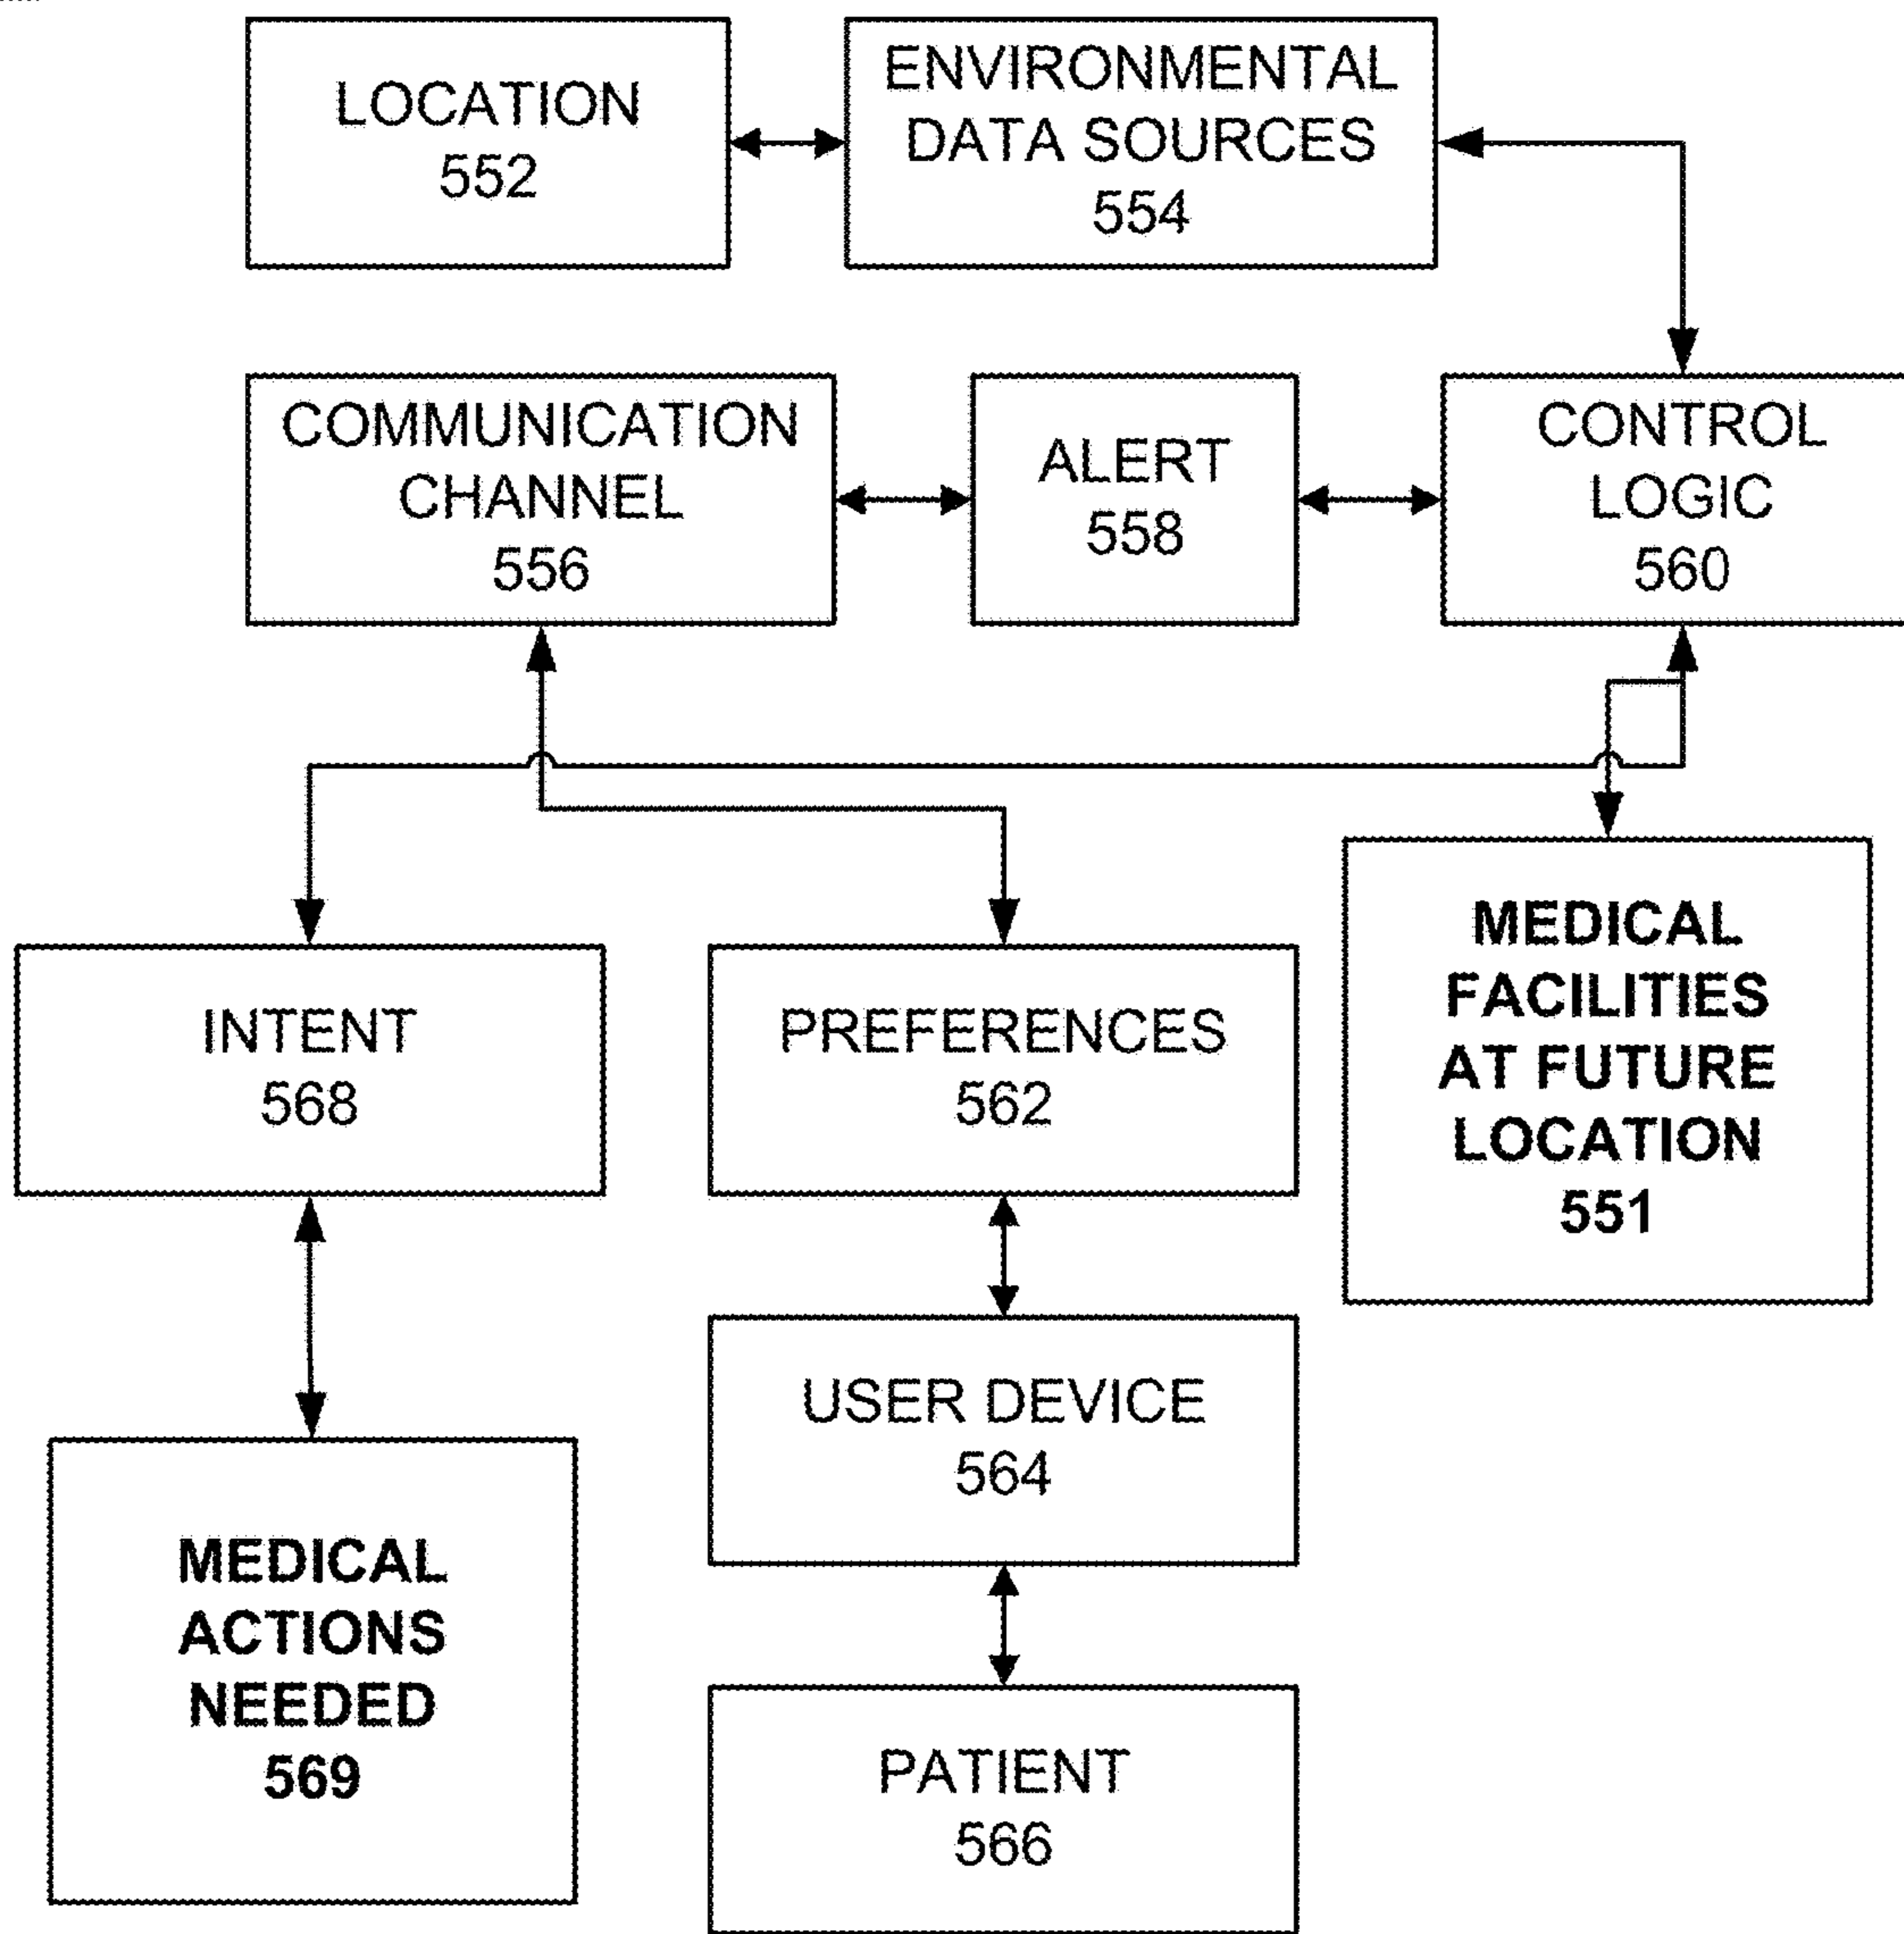 LOCATION
552
ENVIRONMENTAL
DATA SOURCES
554
COMMUNICATION
CHANNEL
556
ALERT
558
CONTROL
LOGIC
560
INTENT
568
PREFERENCES
562
MEDICAL
FACILITIES
AT FUTURE
LOCATION
551
USER DEVICE
564
MEDICAL
ACTIONS
NEEDED
569
PATIENT
566